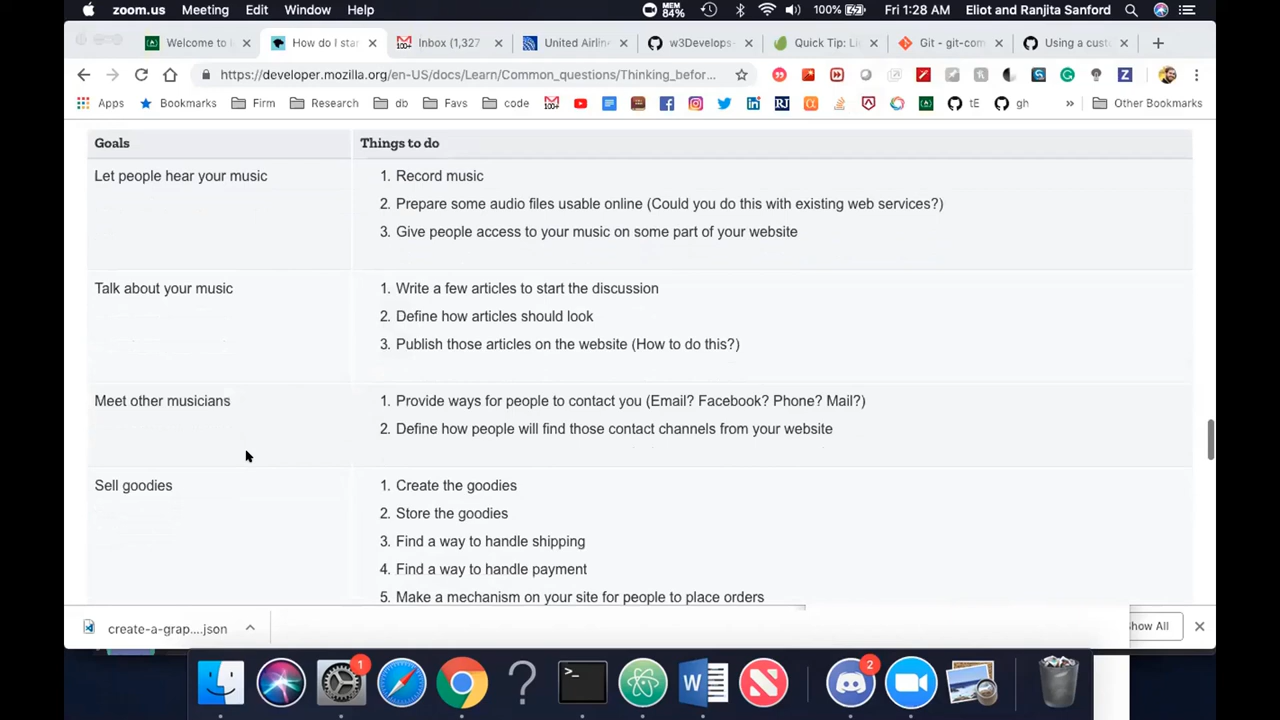 zoom.us Meeting Edit Window Help MEM 84% 100% Fri 1:28 AM Eliot and Ranjita Sanford
Welcome to How do I star 100+ Inbox (1,327 United Airlin w3Develops- Quick Tip: Li Git - git-com Using a cust
https://developer.mozilla.org/en-US/docs/Learn/Common_questions/Thinking_befor...
Apps Bookmarks Firm Research db Favs code 100+ RJ tE gh » Other Bookmarks
Goals Things to do
Let people hear your music 1. Record music
2. Prepare some audio files usable online (Could you do this with existing web services?)
3. Give people access to your music on some part of your website
Talk about your music 1. Write a few articles to start the discussion
2. Define how articles should look
3. Publish those articles on the website (How to do this?)
Meet other musicians 1. Provide ways for people to contact you (Email? Facebook? Phone? Mail?)
2. Define how people will find those contact channels from your website
Sell goodies 1. Create the goodies
2. Store the goodies
3. Find a way to handle shipping
4. Find a way to handle payment
5. Make a mechanism on your site for people to place orders
create-a-grap....json Show All
1 2